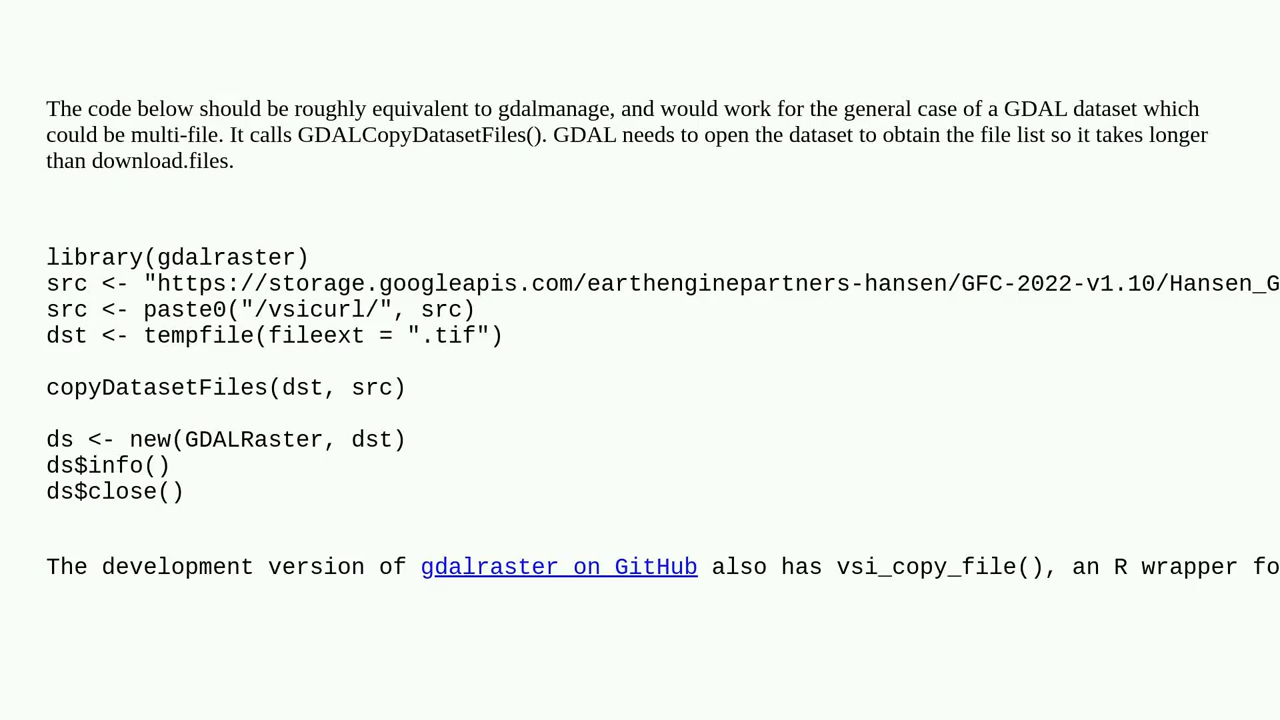 The code below should be roughly equivalent to gdalmanage, and would work for the general case of a GDAL dataset which
could be multi-file. It calls GDALCopyDatasetFiles(). GDAL needs to open the dataset to obtain the file list so it takes longer
than download.files.
library(gdalraster)
src <- "https://storage.googleapis.com/earthenginepartners-hansen/GFC-2022-v1.10/Hansen_G
src <- paste0("/vsicurl/", src)
dst <- tempfile(fileext = ".tif")
copyDatasetFiles(dst, src)
ds <- new(GDALRaster, dst)
ds$info()
ds$close()
The development version of gdalraster on GitHub also has vsi_copy_file(), an R wrapper fo